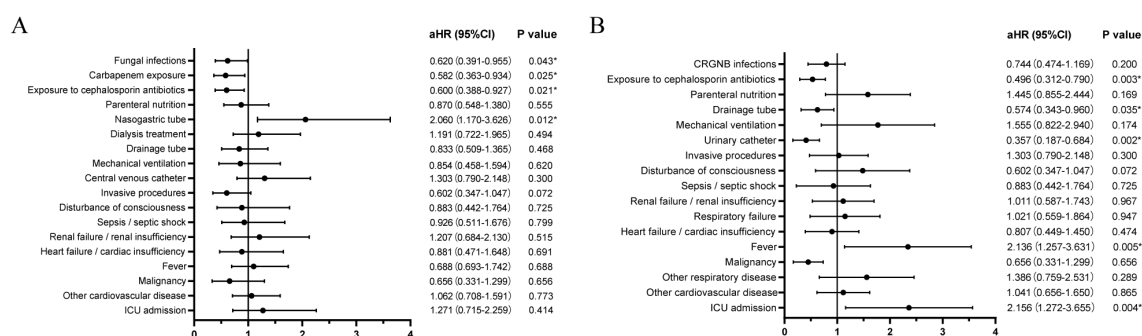 A
aHR (95%CI) P value
Fungal infections 0.620 (0.391-0.995) 0.043*
Carbapenem exposure 0.582 (0.363-0.934) 0.025*
Exposure to cephalosporin antibiotics 0.600 (0.388-0.927) 0.021*
Parenteral nutrition 0.870 (0.548-1.380) 0.555
Nasogastric tube 2.060 (1.170-3.626) 0.012*
Dialysis treatment 1.191 (0.722-1.965) 0.494
Drainage tube 0.833 (0.509-1.365) 0.468
Mechanical ventilation 0.854 (0.458-1.594) 0.620
Central venous catheter 1.303 (0.790-2.148) 0.300
Invasive procedures 0.602 (0.347-1.047) 0.072
Disturbance of conscious 0.883 (0.442-1.764) 0.725
Sepsis / septic shock 0.926 (0.511-1.676) 0.799
Renal failure / renal insufficiency 1.207 (0.684-2.130) 0.515
Heart failure / cardiac insufficiency 0.881 (0.471-1.648) 0.691
Fever 0.688 (0.693-1.742) 0.688
Malignancy 0.656 (0.331-1.299) 0.656
Other cardiovascular disease 1.062 (0.708-1.591) 0.773
ICU admission 1.271 (0.715-2.259) 0.414
0 1 2 3 4
B
aHR (95%CI) P value
CRGNB infections 0.744 (0.474-1.169) 0.200
Exposure to cephalosporin antibiotics 0.496 (0.312-0.790) 0.003*
Parenteral nutrition 1.445 (0.855-2.444) 0.169
Drainage tube 0.574 (0.343-0.960) 0.035*
Mechanical ventilation 1.555 (0.822-2.940) 0.174
Urinary catheter 0.357 (0.187-0.684) 0.002*
Invasive procedures 1.303 (0.790-2.148) 0.300
Disturbance of conscious 0.602 (0.347-1.047) 0.072
Sepsis / septic shock 0.883 (0.442-1.764) 0.725
Renal failure / renal insufficiency 1.011 (0.587-1.743) 0.967
Respiratory failure 1.021 (0.559-1.864) 0.947
Heart failure / cardiac insufficiency 0.807 (0.449-1.450) 0.474
Fever 2.136 (1.257-3.631) 0.005*
Malignancy 0.656 (0.331-1.299) 0.656
Other respiratory disease 1.386 (0.759-2.531) 0.289
Other cardiovascular disease 1.041 (0.656-1.650) 0.865
ICU admission 2.156 (1.272-3.655) 0.004*
0 1 2 3 4